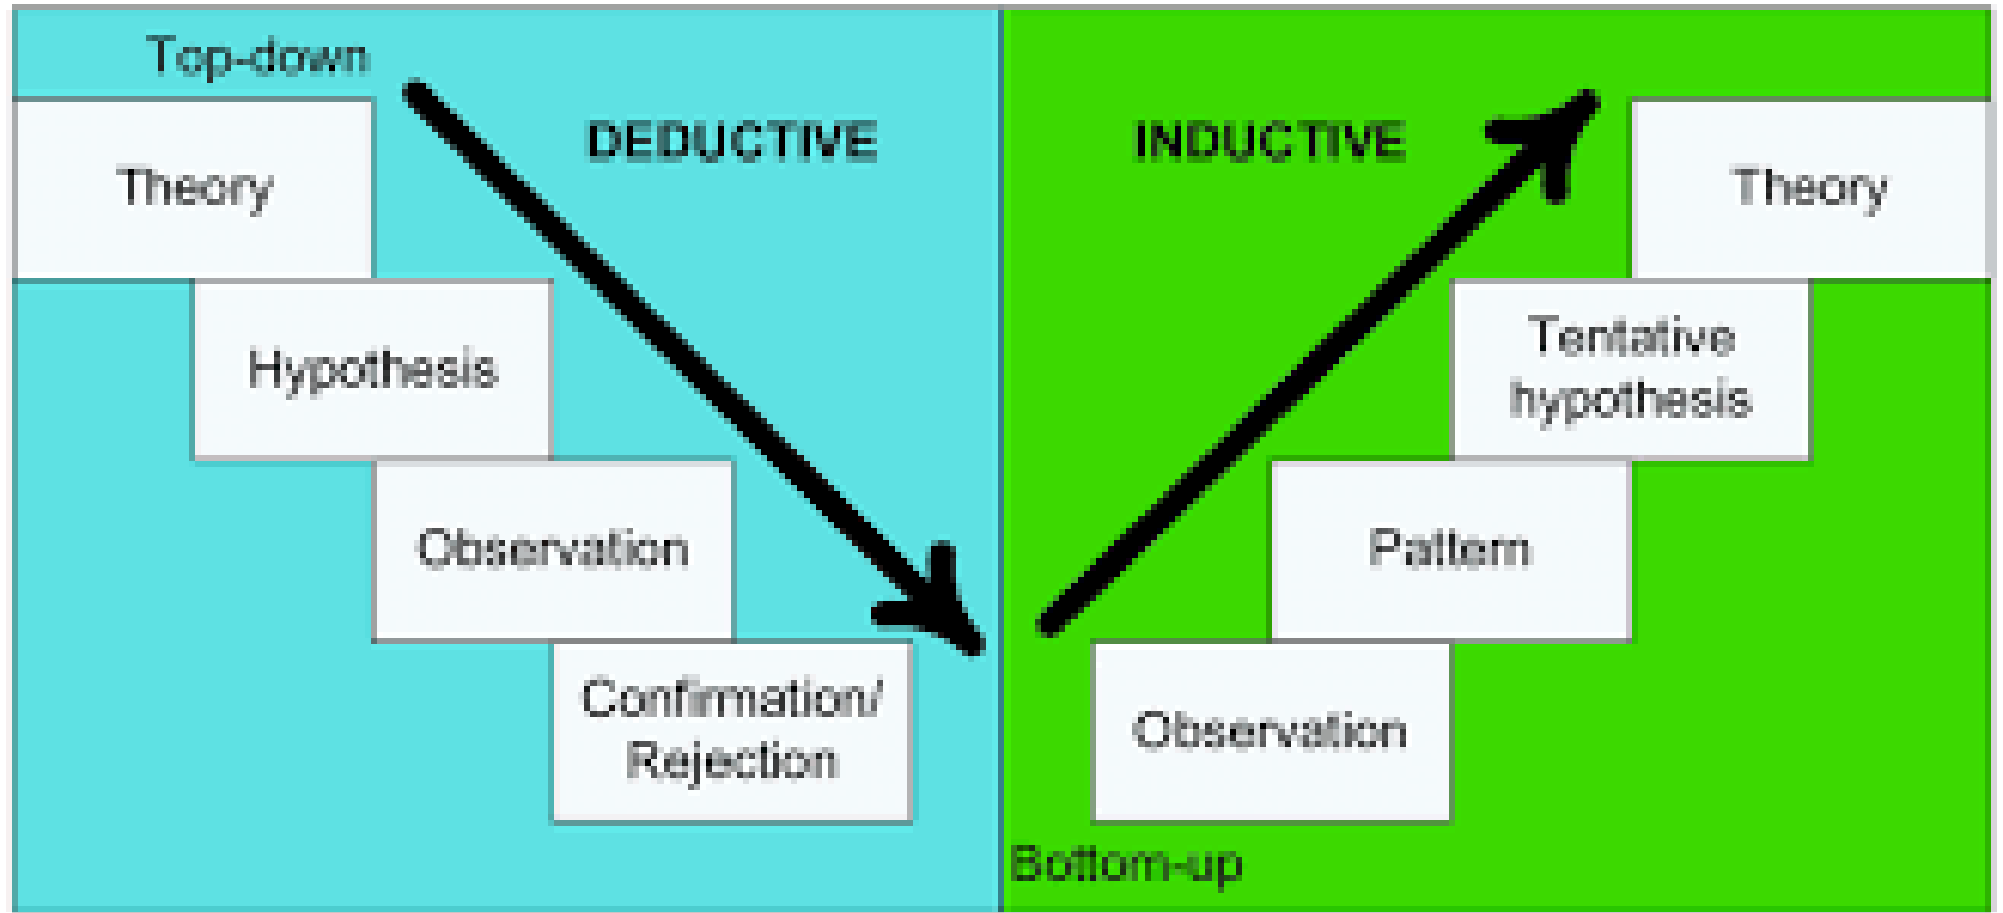 Top-down
DEDUCTIVE
Theory
Hypothesis
Observation
Confirmation/
Rejection
INDUCTIVE
Theory
Tentative
hypothesis
Pattern
Observation
Bottom-up